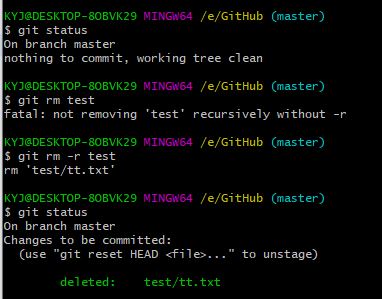 KYJ@DESKTOP-8OBVK29 MINGW64 /e/GitHub (master)
$ git status
On branch master
nothing to commit, working tree clean
KYJ@DESKTOP-8OBVK29 MINGW64 /e/GitHub (master)
$ git rm test
fatal: not removing 'test' recursively without -r
KYJ@DESKTOP-8OBVK29 MINGW64 /e/GitHub (master)
$ git rm -r test
rm 'test/tt.txt'
KYJ@DESKTOP-8OBVK29 MINGW64 /e/GitHub (master)
$ git status
On branch master
Changes to be committed:
  (use "git reset HEAD <file>..." to unstage)
        deleted:    test/tt.txt